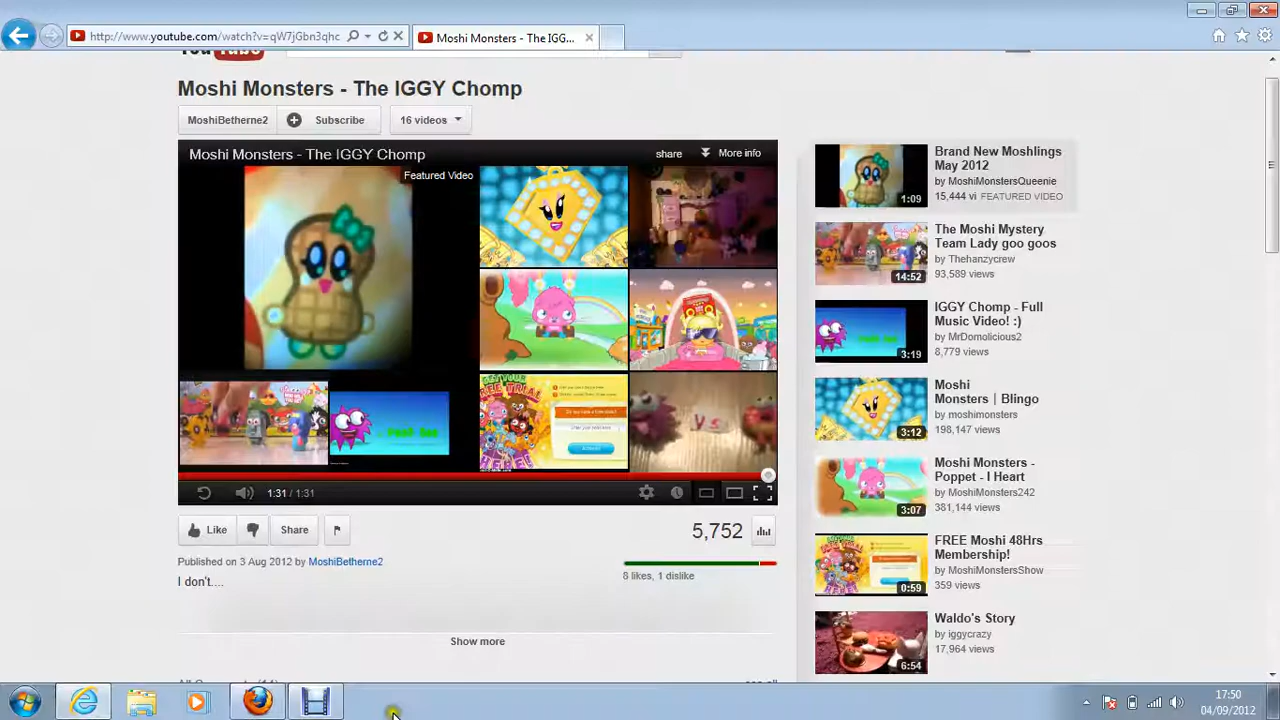 http://www.youtube.com/watch?v=qW7jGbn3qhc
Moshi Monsters - The IGG...
You Tube
Moshi Monsters - The IGGY Chomp
MoshiBetherne2
Subscribe
16 videos
Moshi Monsters - The IGGY Chomp
share
More info
Featured Video
Vs
1:31 / 1:31
Like
Share
5,752
Published on 3 Aug 2012 by MoshiBetherne2
8 likes, 1 dislike
I don't....
Show more
Brand New Moshlings
May 2012
by MoshiMonstersQueenie
15,444 vi FEATURED VIDEO
1:09
The Moshi Mystery
Team Lady goo goos
by Thehanzycrew
93,589 views
14:52
IGGY Chomp - Full
Music Video! :)
by MrDomolicious2
8,779 views
3:19
Moshi
Monsters | Blingo
by moshimonsters
198,147 views
3:12
Moshi Monsters -
Poppet - I Heart
by MoshiMonsters242
381,144 views
3:07
FREE Moshi 48Hrs
Membership!
by MoshiMonstersShow
359 views
0:59
Waldo's Story
by iggycrazy
17,964 views
6:54
17:50
04/09/2012